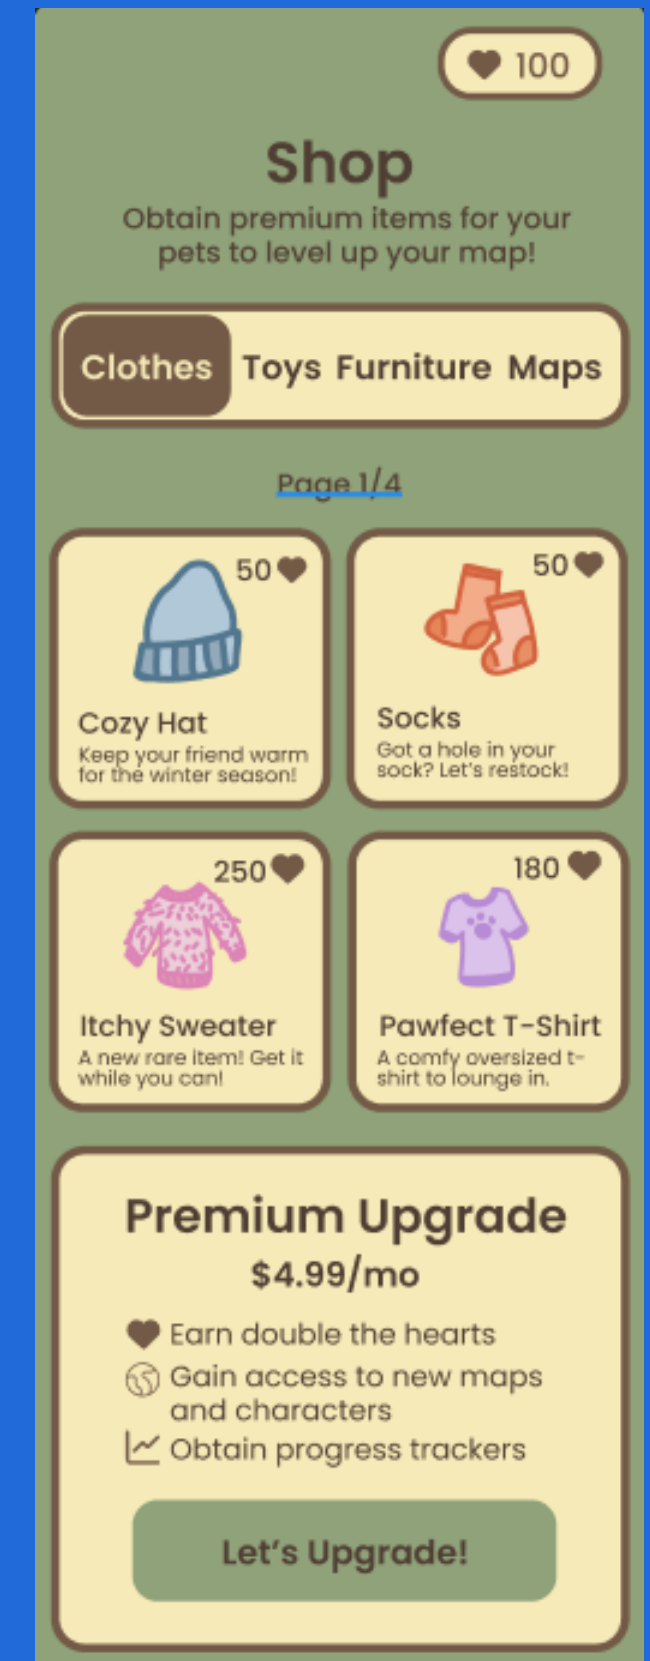 100
Shop
Obtain premium items for your
pets to level up your map!
Clothes Toys Furniture Maps
Page 1/4
50
Cozy Hat
Keep your friend warm
for the winter season!
50
Socks
Got a hole in your
sock? Let's restock!
250
Itchy Sweater
A new rare item! Get it
while you can!
180
Pawfect T-Shirt
A comfy oversized t-
shirt to lounge in.
Premium Upgrade
$4.99/mo
Earn double the hearts
Gain access to new maps
and characters
Obtain progress trackers
Let's Upgrade!